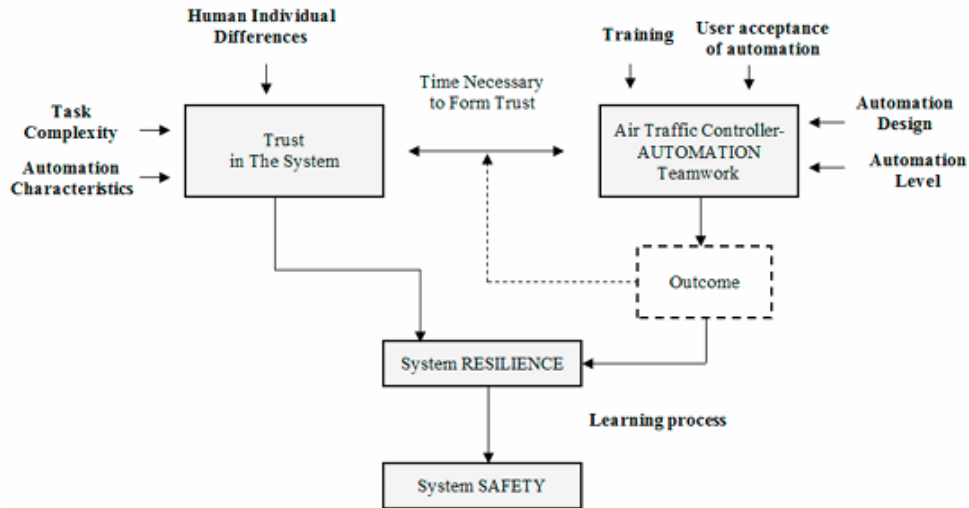 Human Individual
Differences
Training
User acceptance
of automation
Time Necessary
to Form Trust
Task
Complexity
Automation
Characteristics
Trust
in The System
Air Traffic Controller-
AUTOMATION
Teamwork
Automation
Design
Automation
Level
Outcome
System RESILIENCE
Learning process
System SAFETY